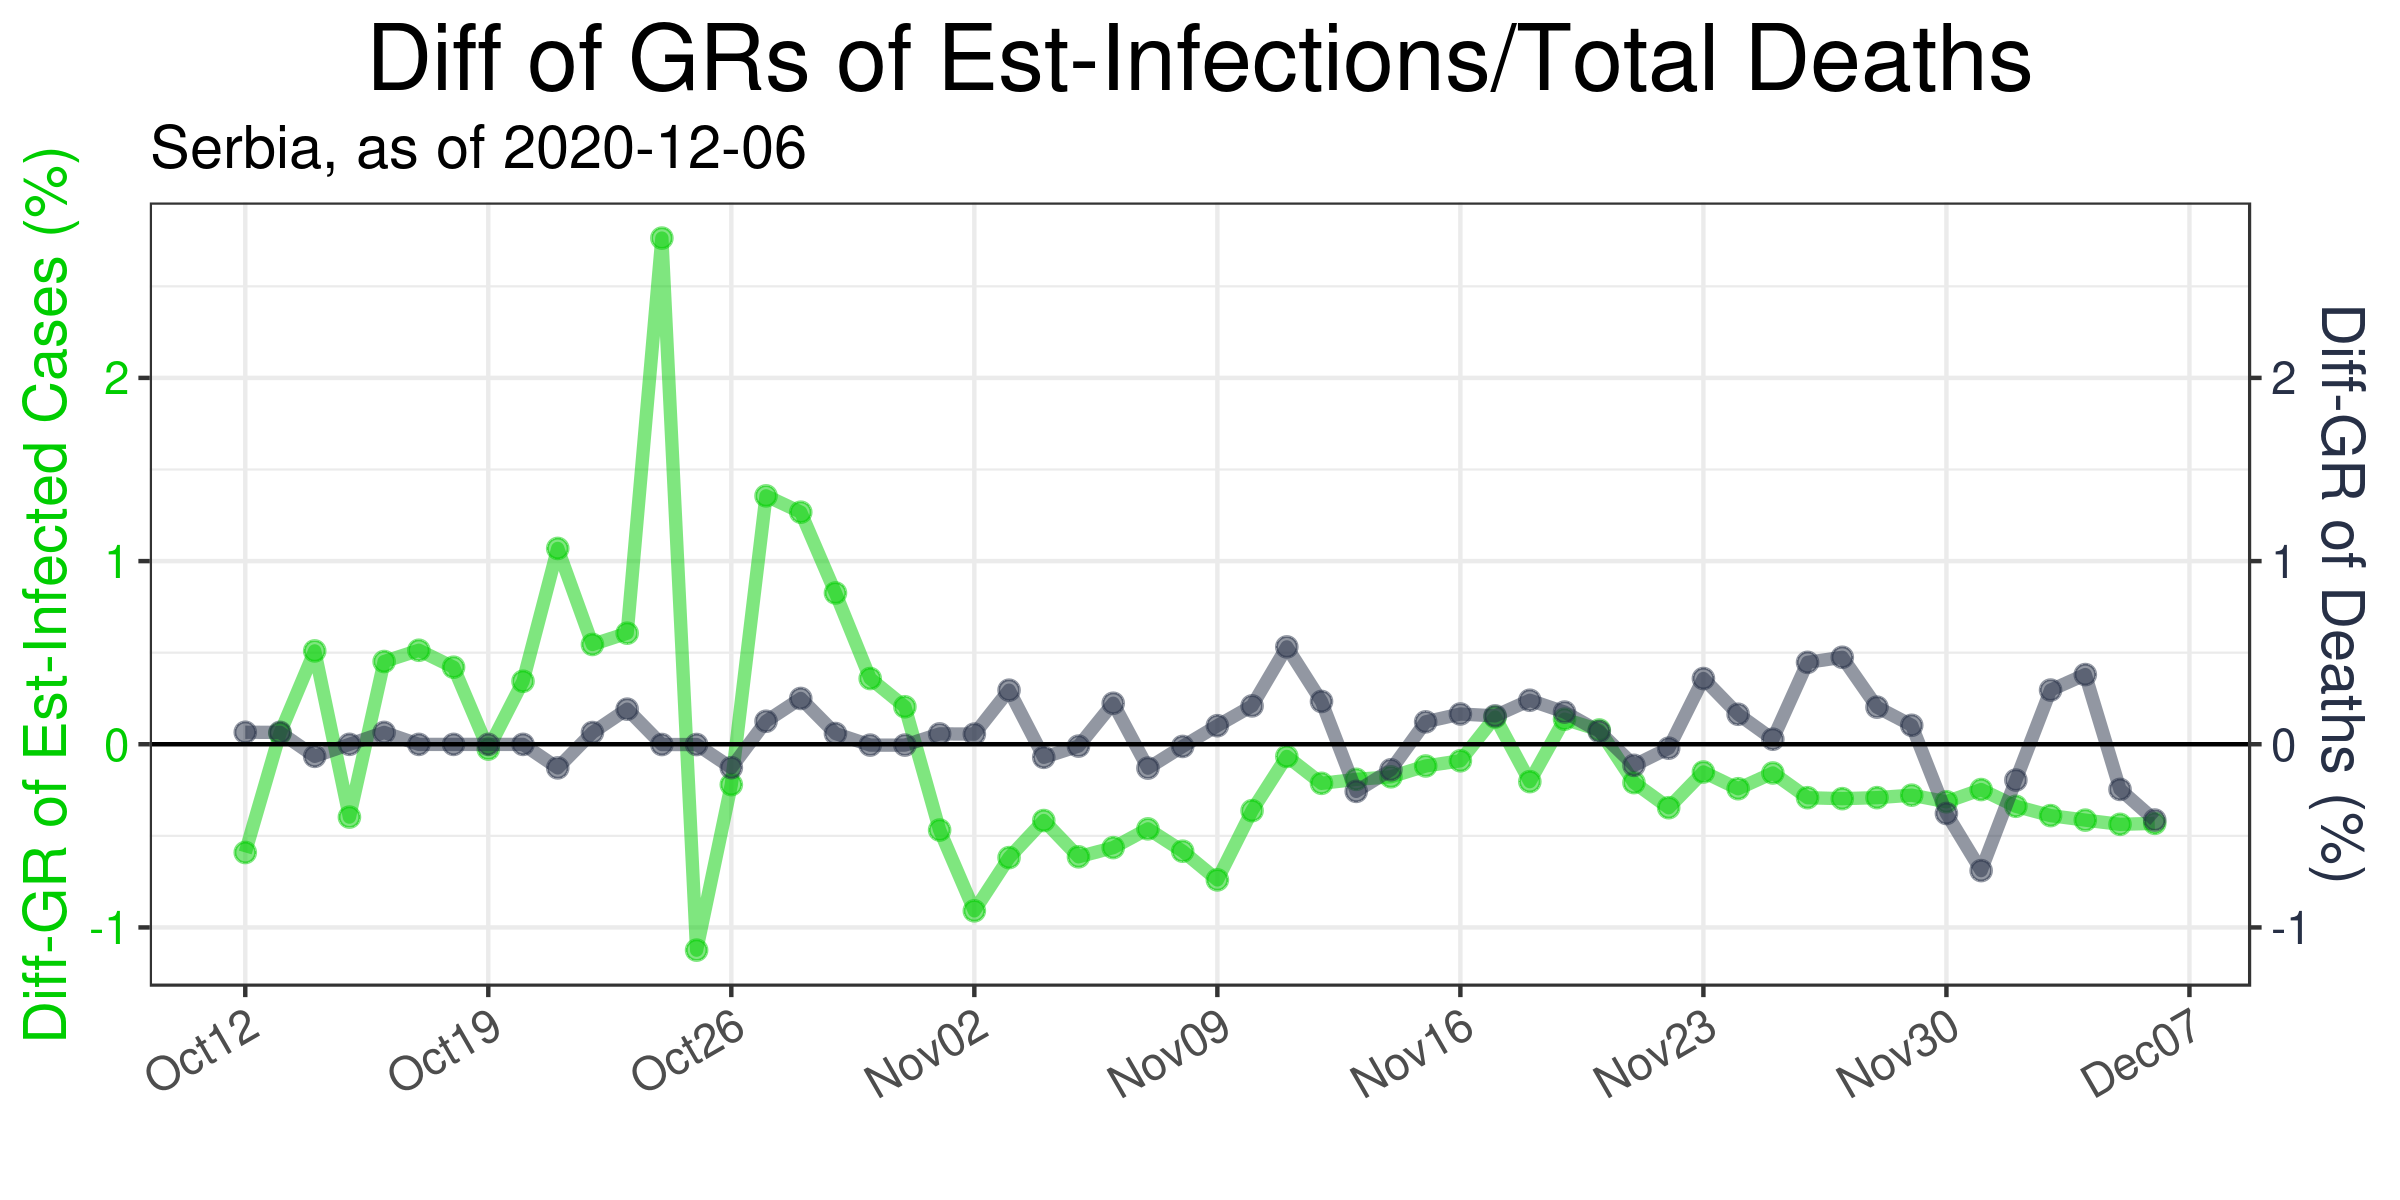 Diff of GRs of Est-Infections/Total Deaths
Serbia, as of 2020-12-06
Diff-GR of Est-Infected Cases (%)
2
1
0
-1
2
1
0
-1
Diff-GR of Deaths (%)
Oct12
Oct19
Oct26
Nov02
Nov09
Nov16
Nov23
Nov30
Dec07